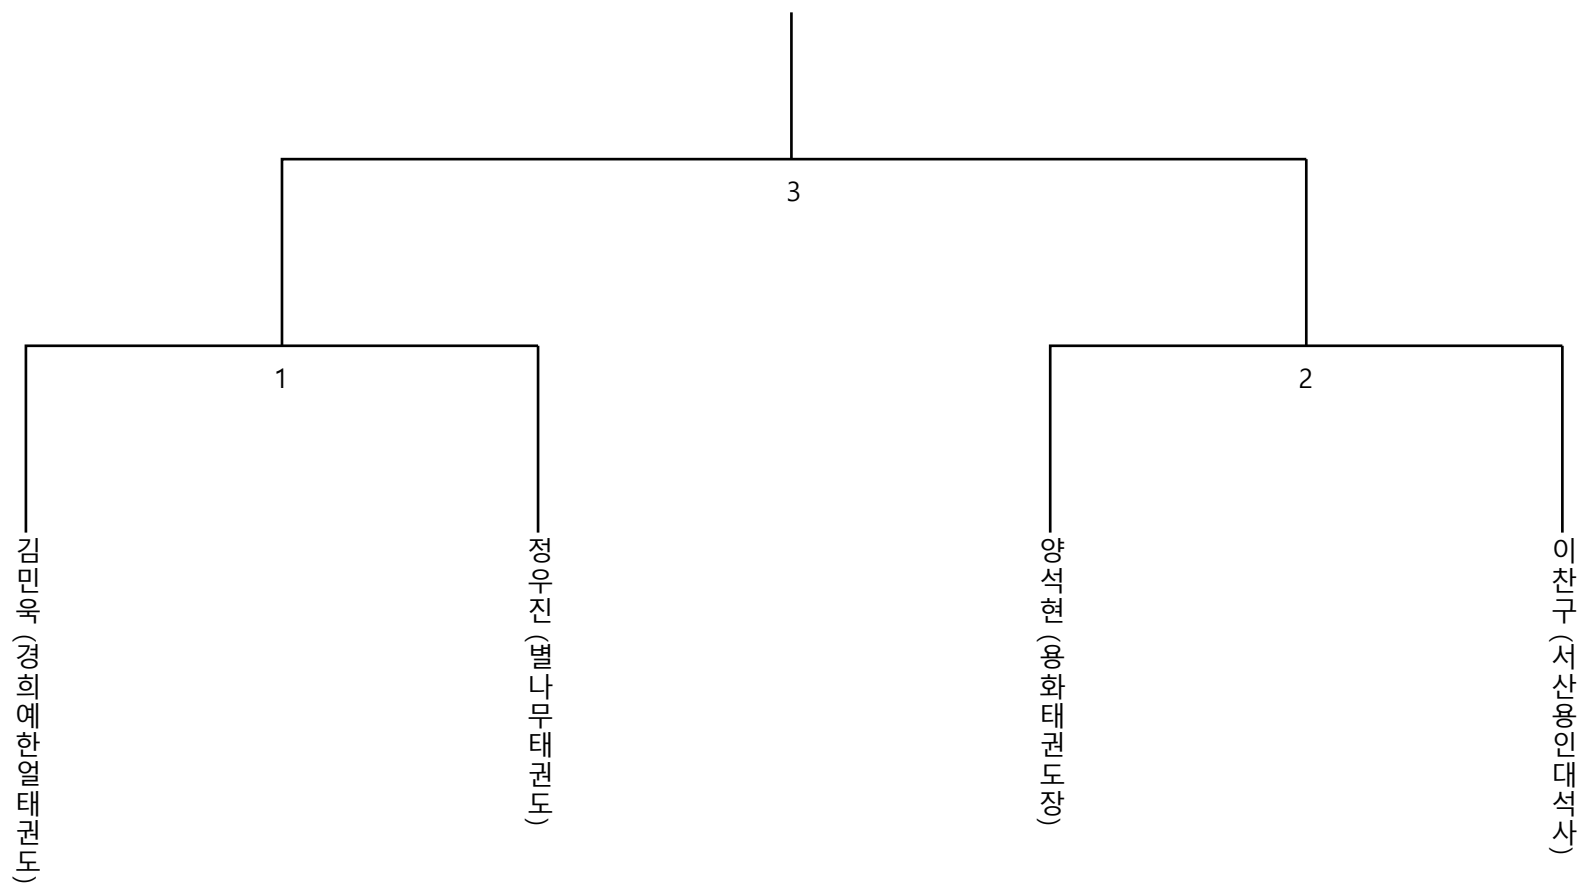 3
1
2
김민욱 (경희예한얼태권도)
정우진 (별나무태권도)
양석현 (용화태권도장)
이찬구 (서산용인대석사)